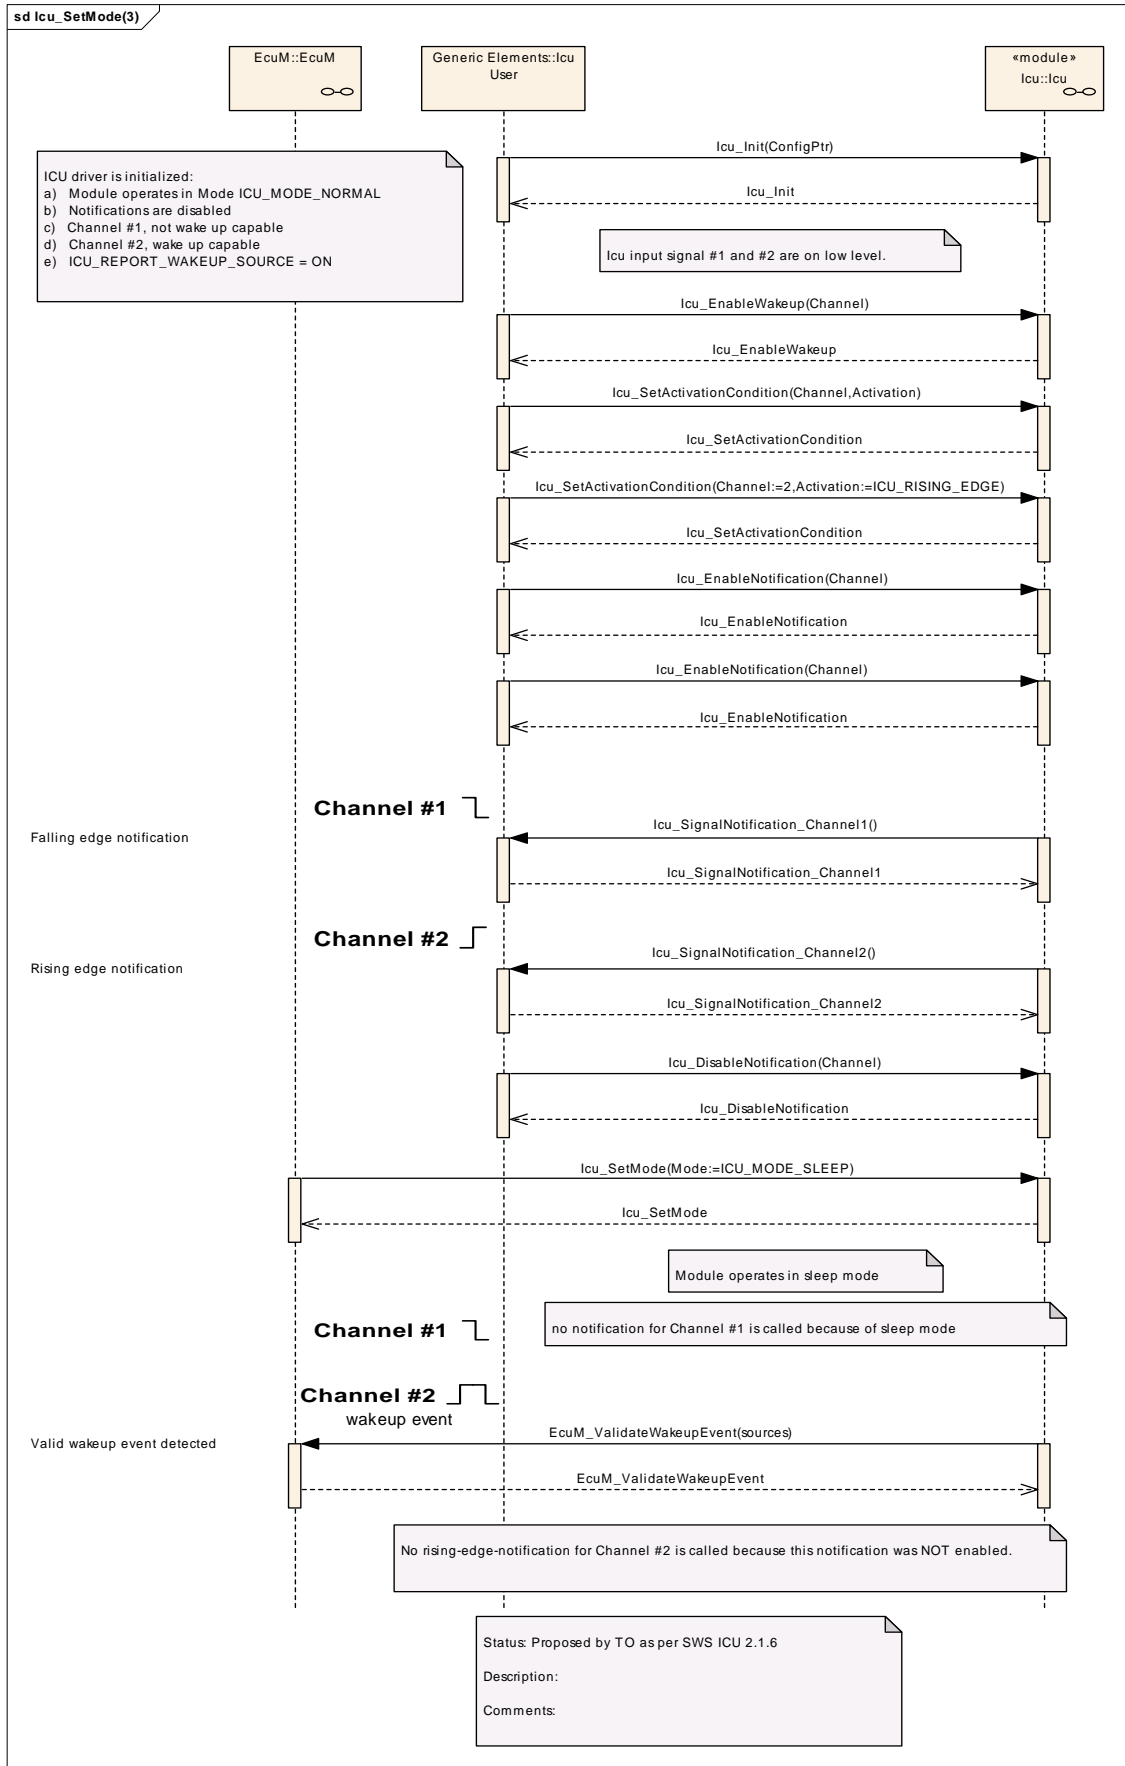 sd Icu_SetMode(3)
EcuM::EcuM
Generic Elements::Icu
User
«module»
Icu::Icu
Icu_Init(ConfigPtr)
ICU driver is initialized:
a) Module operates in Mode ICU_MODE_NORMAL
b) Notifications are disabled
c) Channel #1, not wake up capable
d) Channel #2, wake up capable
e) ICU_REPORT_WAKEUP_SOURCE = ON
Icu_Init
Icu input signal #1 and #2 are on low level.
Icu_EnableWakeup(Channel)
Icu_EnableWakeup
Icu_SetActivationCondition(Channel,Activation)
Icu_SetActivationCondition
Icu_SetActivationCondition(Channel:=2,Activation:=ICU_RISING_EDGE)
Icu_SetActivationCondition
Icu_EnableNotification(Channel)
Icu_EnableNotification
Icu_EnableNotification(Channel)
Icu_EnableNotification
Channel #1
Icu_SignalNotification_Channel1()
Falling edge notification
Icu_SignalNotification_Channel1
Channel #2
Icu_SignalNotification_Channel2()
Rising edge notification
Icu_SignalNotification_Channel2
Icu_DisableNotification(Channel)
Icu_DisableNotification
Icu_SetMode(Mode:=ICU_MODE_SLEEP)
Icu_SetMode
Module operates in sleep mode
Channel #1
no notification for Channel #1 is called because of sleep mode
Channel #2
wakeup event
EcuM_ValidateWakeupEvent(sources)
Valid wakeup event detected
EcuM_ValidateWakeupEvent
No rising-edge-notification for Channel #2 is called because this notification was NOT enabled.
Status: Proposed by TO as per SWS ICU 2.1.6
Description:
Comments: